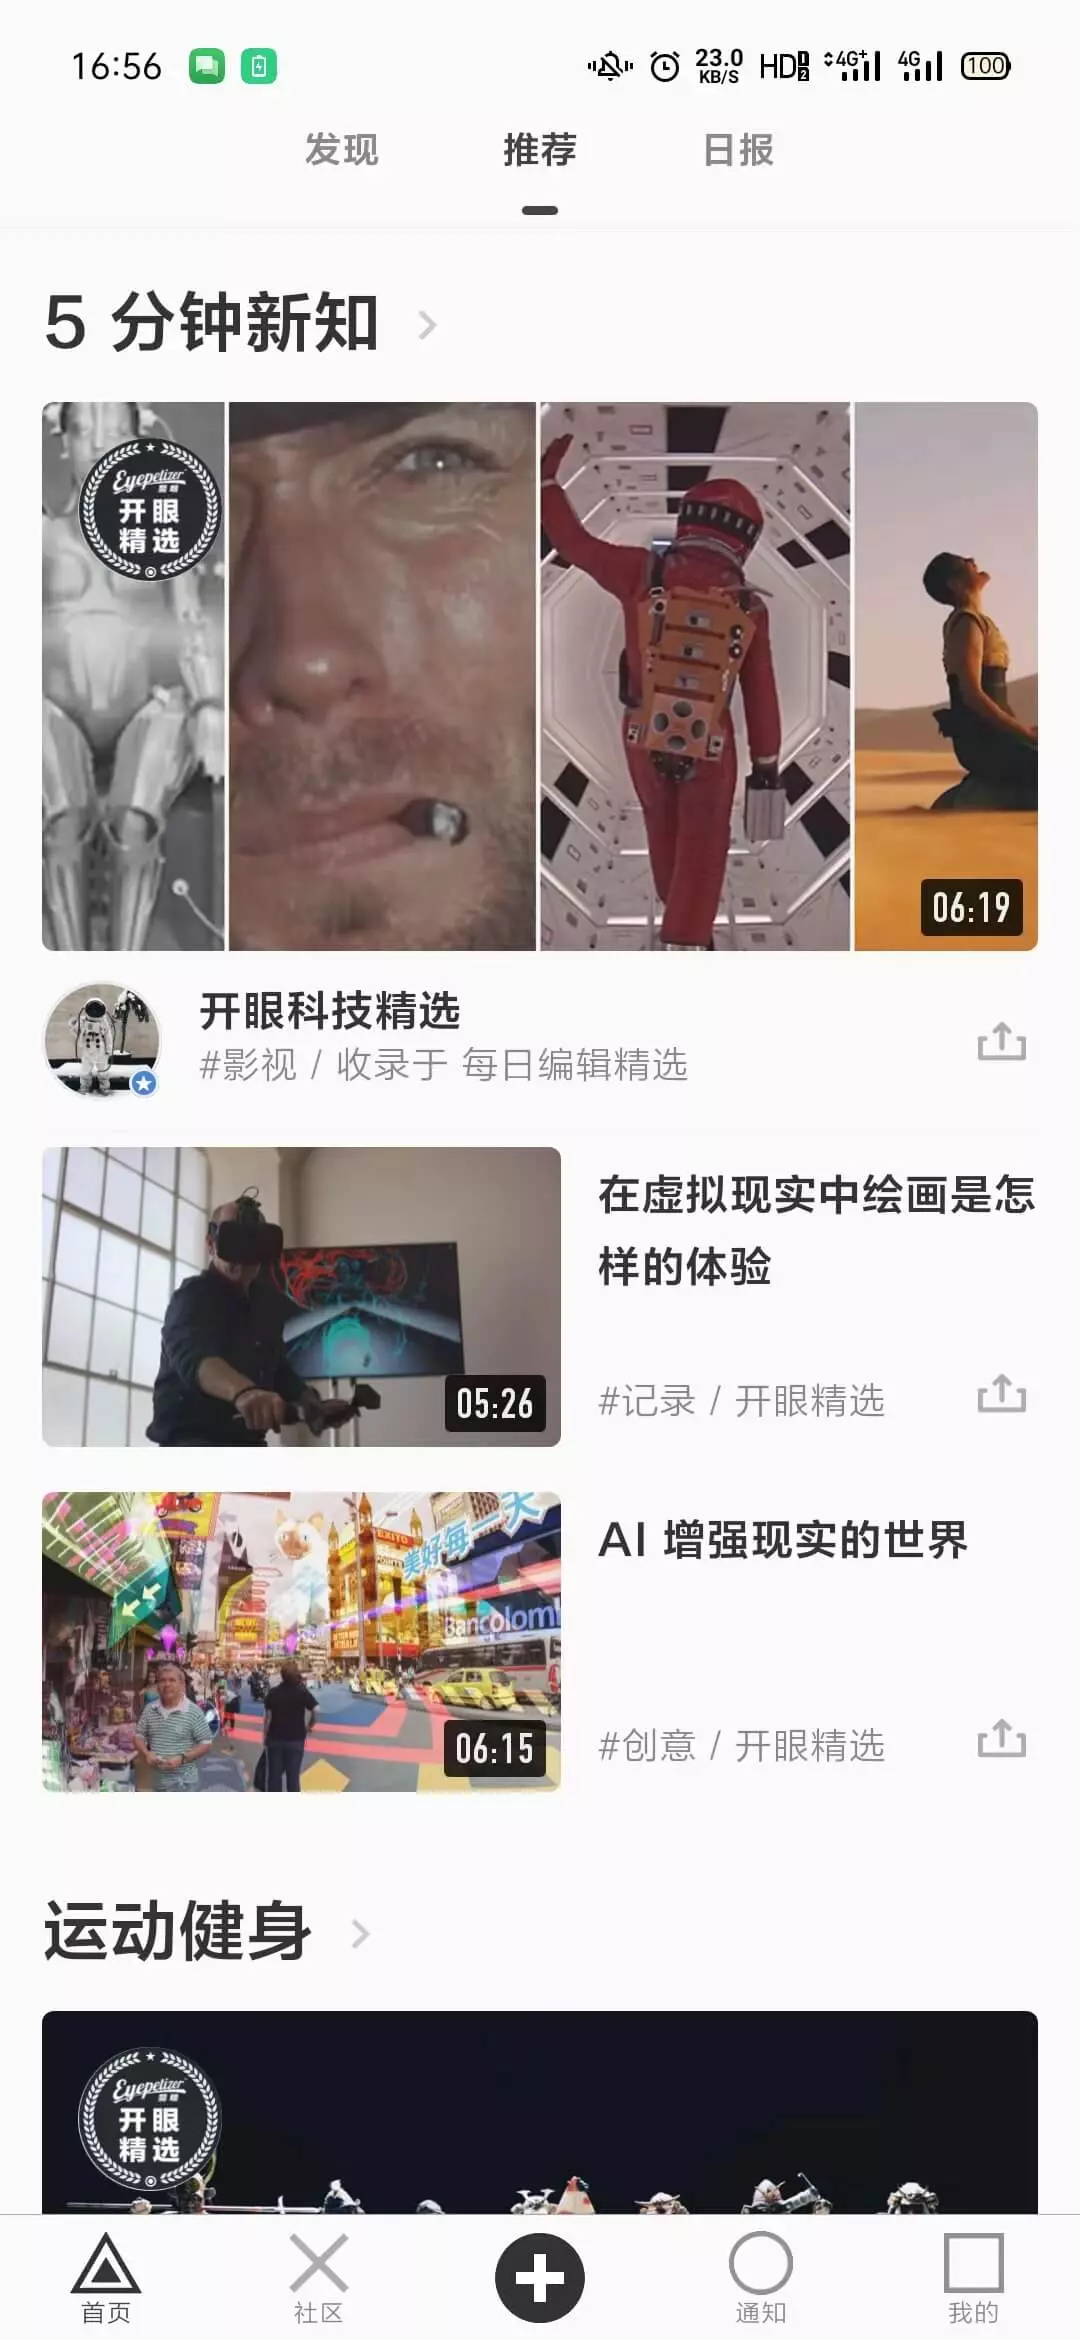 16:56
23.0
KB/S
HD
4G+
4G
100
发现
推荐
日报
5 分钟新知
Eyepetizer
开眼
精选
06:19
开眼科技精选
#影视 / 收录于 每日编辑精选
在虚拟现实中绘画是怎
样的体验
05:26
#记录 / 开眼精选
美好每一天
Bancolom
AI 增强现实的世界
06:15
#创意 / 开眼精选
运动健身
Eyepetizer
开眼
精选
首页
社区
通知
我的